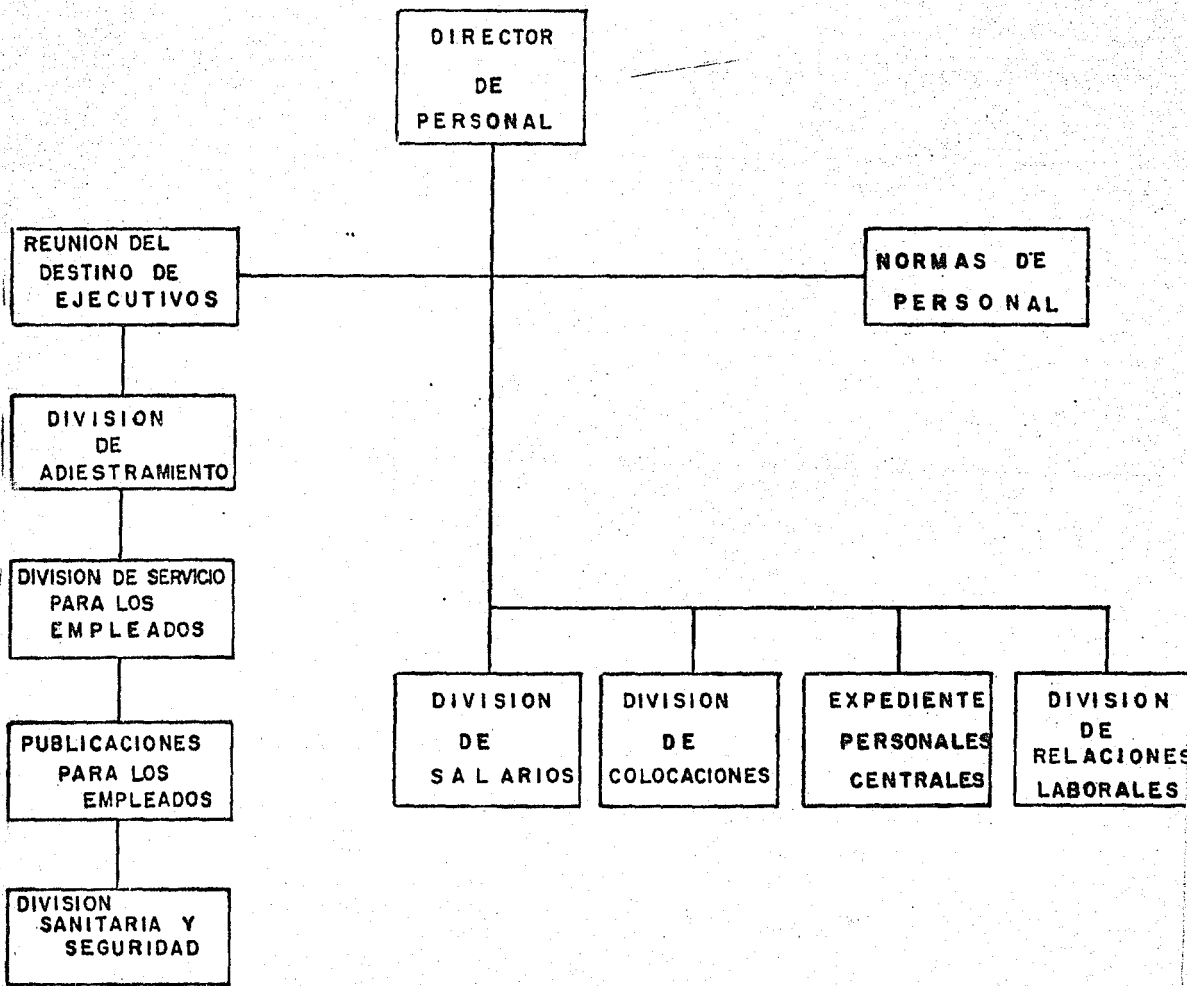 DIRECTOR
DE
PERSONAL
REUNION DEL
DESTINO DE
EJECUTIVOS
NORMAS DE
PERSONAL
DIVISION
DE
ADIESTRAMIENTO
DIVISION DE SERVICIO
PARA LOS
EMPLEADOS
PUBLICACIONES
PARA LOS
EMPLEADOS
DIVISION
SANITARIA Y
SEGURIDAD
DIVISION
DE
SALARIOS
DIVISION
DE
COLOCACIONES
EXPEDIENTE
PERSONALES
CENTRALES
DIVISION
DE
RELACIONES
LABORALES